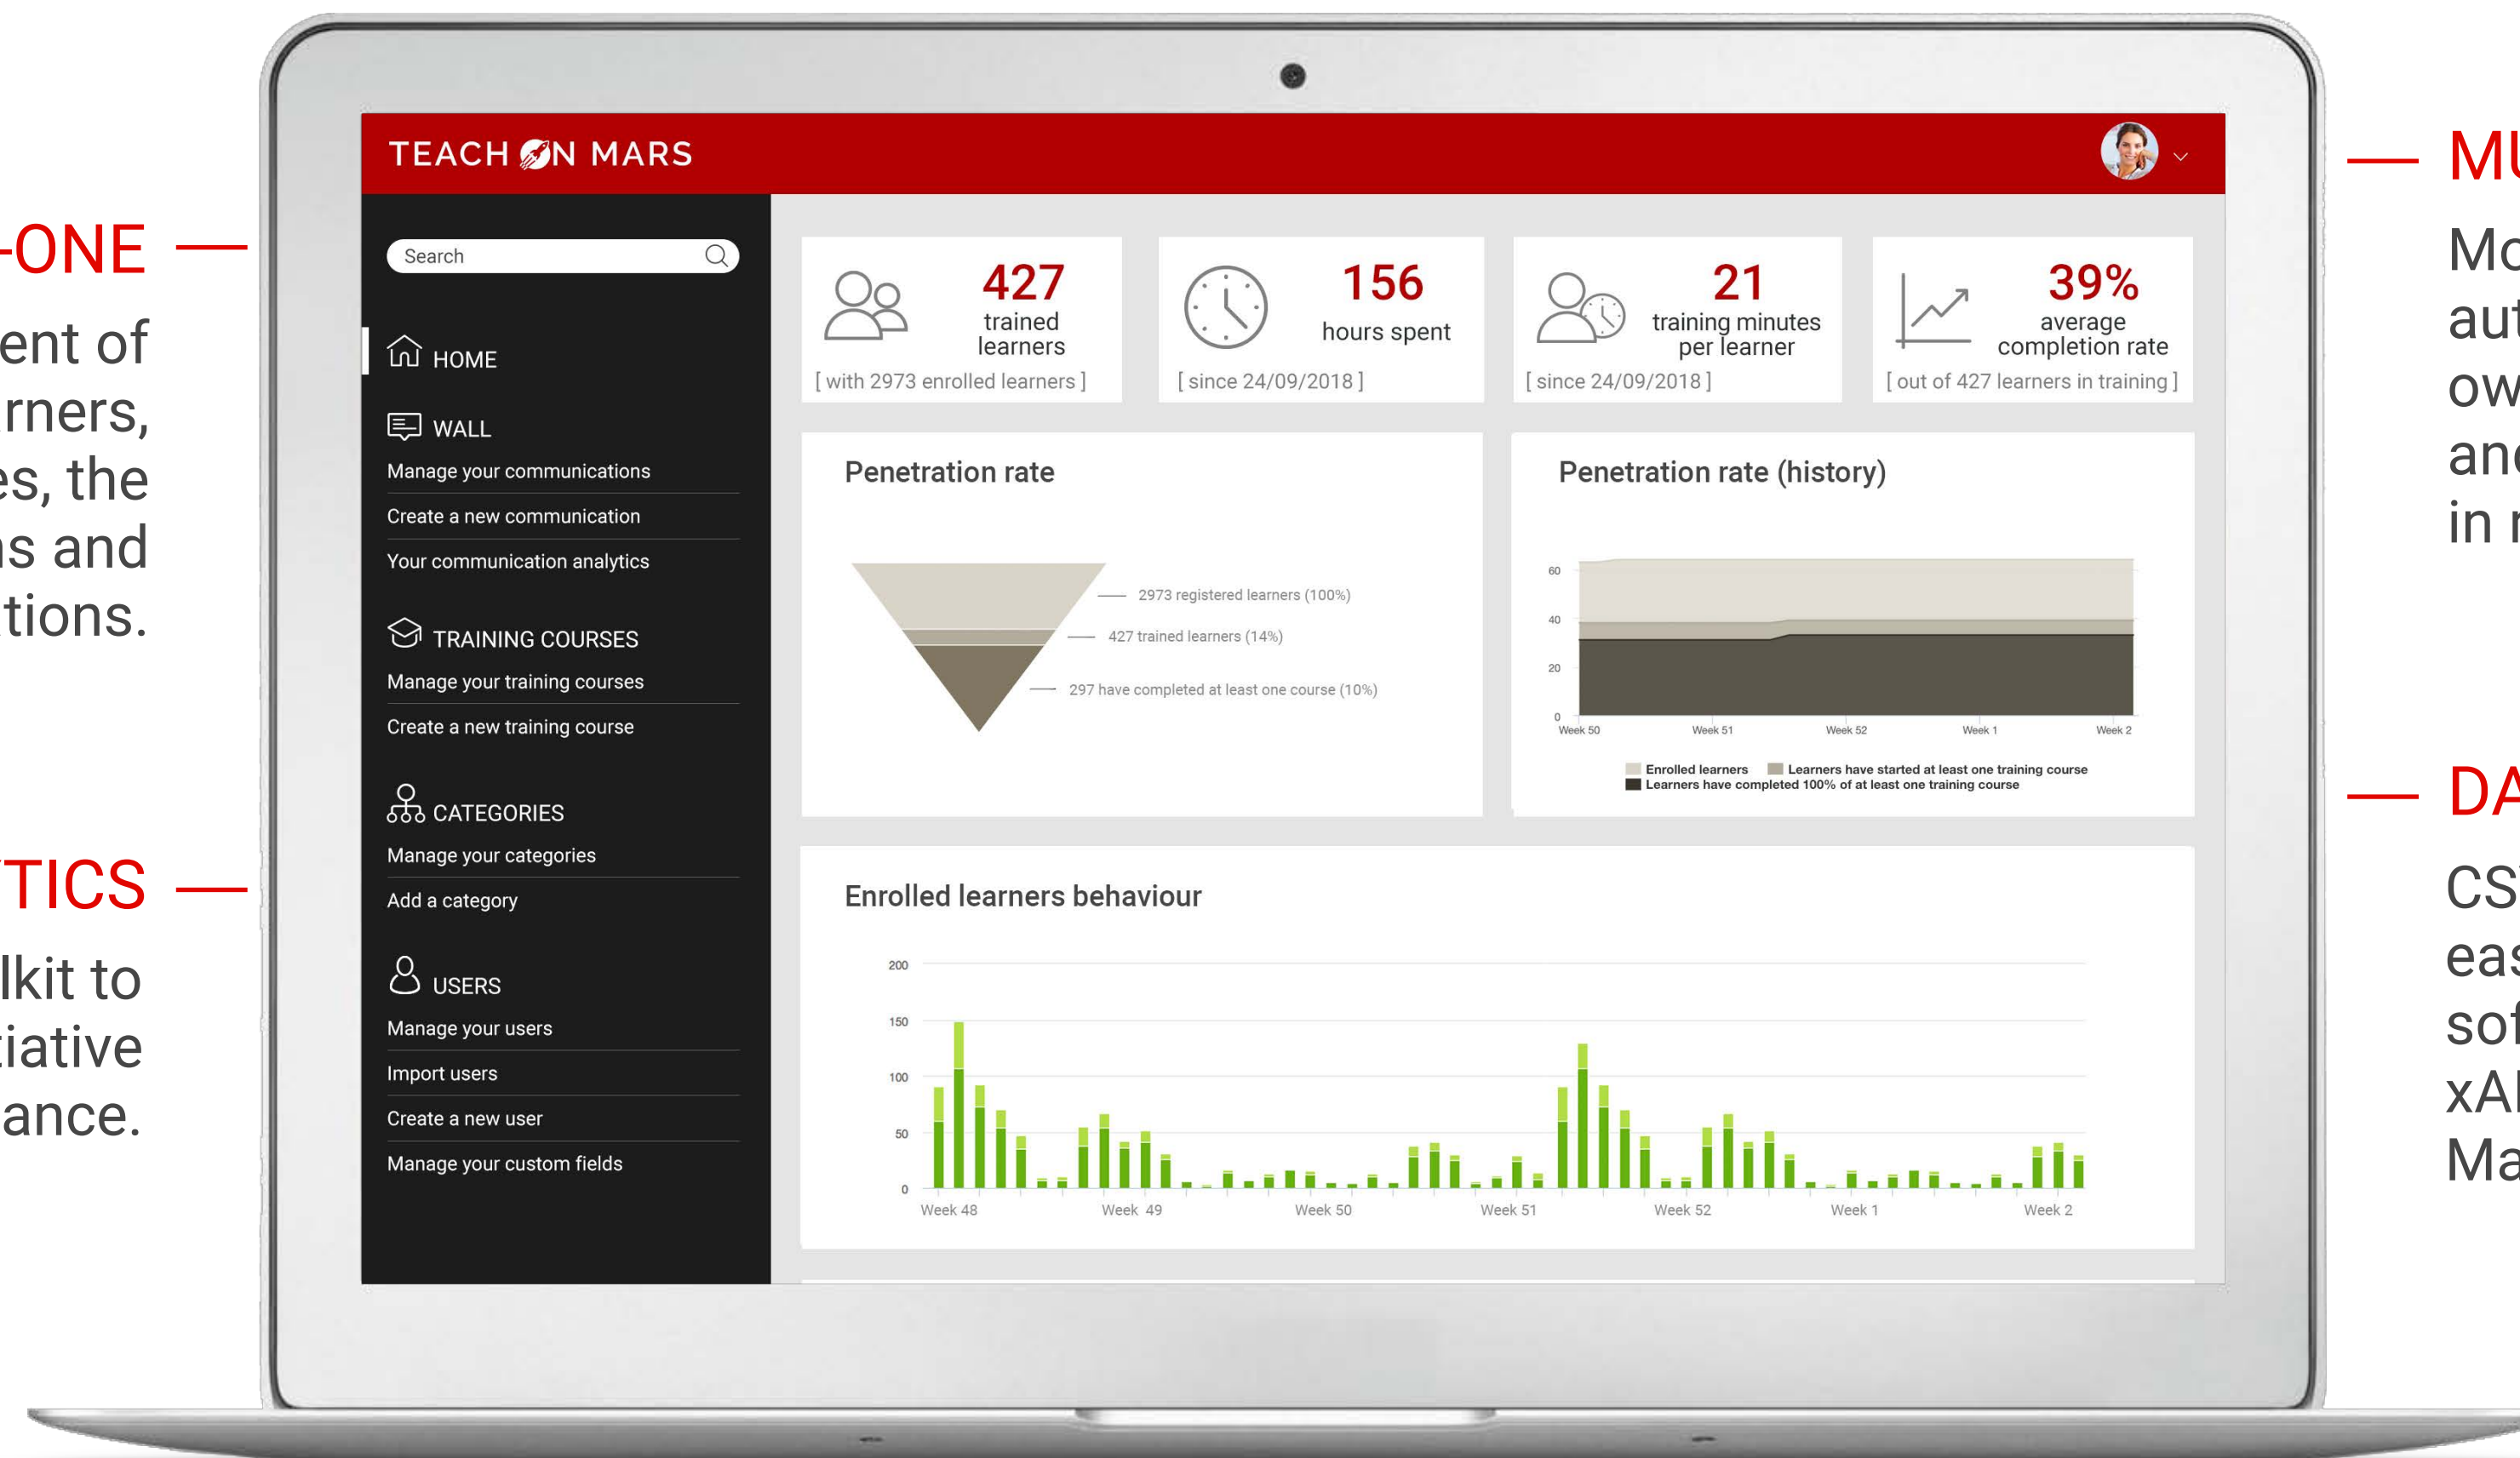 -ONE
ent of
rners,
es, the
ns and
tions.
TICS
lkit to
tiative
ance.
TEACH ON MARS
Search
HOME
WALL
Manage your communications
Create a new communication
Your communication analytics
TRAINING COURSES
Manage your training courses
Create a new training course
CATEGORIES
Manage your categories
Add a category
USERS
Manage your users
Import users
Create a new user
Manage your custom fields
427
trained
learners
[ with 2973 enrolled learners ]
156
hours spent
[ since 24/09/2018 ]
21
training minutes
per learner
[ since 24/09/2018 ]
39%
average
completion rate
[ out of 427 learners in training ]
Penetration rate
2973 registered learners (100%)
427 trained learners (14%)
297 have completed at least one course (10%)
Penetration rate (history)
60
40
20
0
Week 50 Week 51 Week 52 Week 1 Week 2
Enrolled learners Learners have started at least one training course
Learners have completed 100% of at least one training course
Enrolled learners behaviour
200
150
100
50
0
Week 48 Week 49 Week 50 Week 51 Week 52 Week 1 Week 2
MU
Mo
aut
ow
and
in r
DA
CS
eas
sof
xAI
Ma